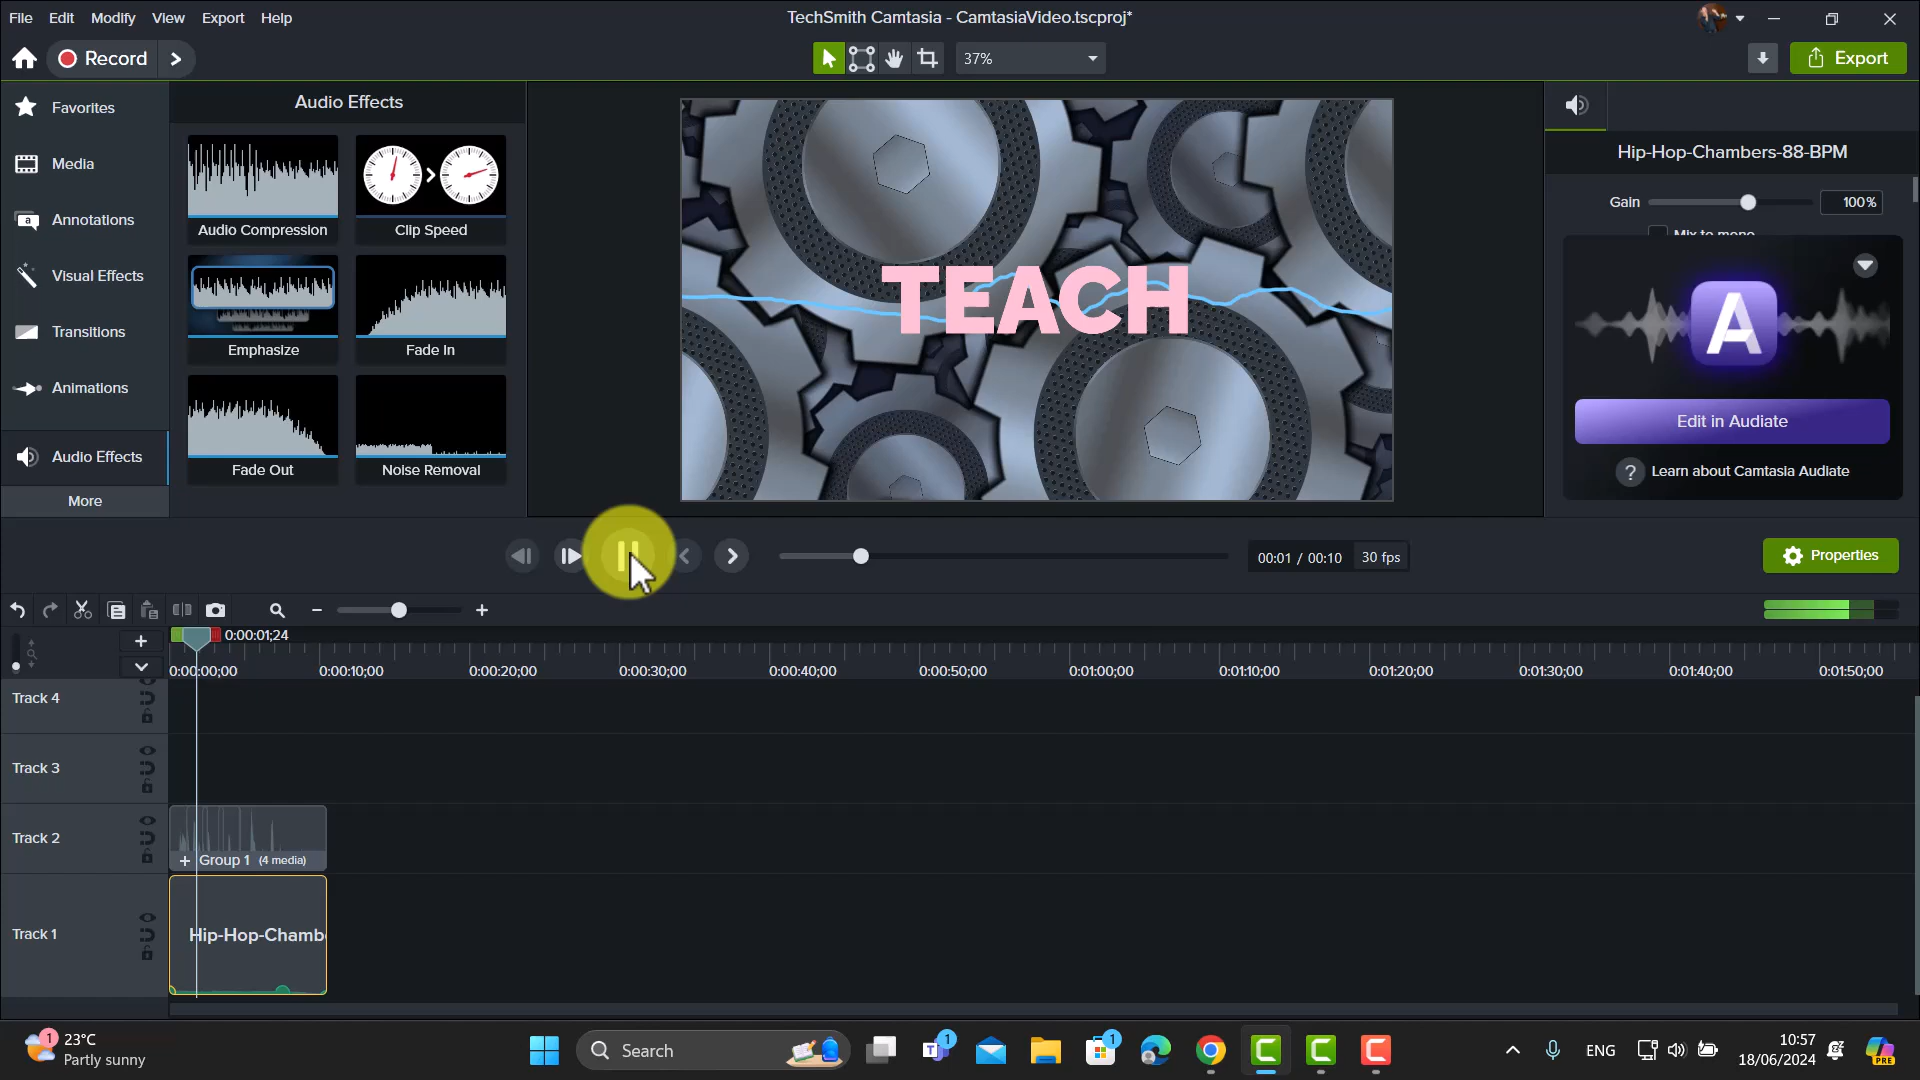 File Edit Modify View Export Help
TechSmith Camtasia - CamtasiaVideo.tscproj*
Record
37%
Export
Favorites
Media
Annotations
Visual Effects
Transitions
Animations
Audio Effects
More
Audio Effects
Audio Compression
Clip Speed
Emphasize
Fade In
Fade Out
Noise Removal
TEACH
Hip-Hop-Chambers-88-BPM
Gain
100%
Mix to mono
A
Edit in Audiate
? Learn about Camtasia Audiate
00:01 / 00:10
30 fps
Properties
0:00:01;24
0:00:00;00
0:00:10;00
0:00:20;00
0:00:30;00
0:00:40;00
0:00:50;00
0:01:00;00
0:01:10;00
0:01:20;00
0:01:30;00
0:01:40;00
0:01:50;00
Track 4
Track 3
Track 2
+ Group 1 (4 media)
Track 1
Hip-Hop-Chamb
1
23°C
Partly sunny
Search
1
1
ENG
10:57
18/06/2024
PRE